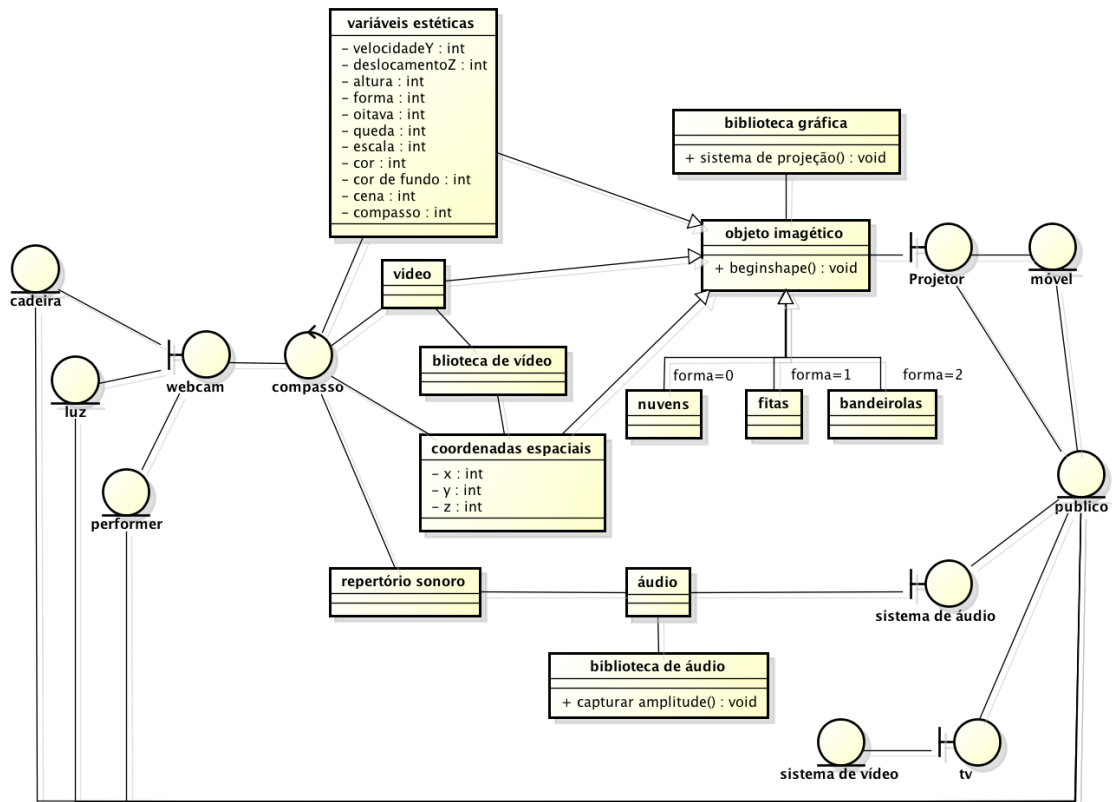 variáveis estéticas
- velocidadeY : int
- deslocamentoZ : int
- altura : int
- forma : int
- oitava : int
- queda : int
- escala : int
- cor : int
- cor de fundo : int
- cena : int
- compasso : int
biblioteca gráfica
+ sistema de projeção() : void
objeto imagético
+ beginshape() : void
Projetor
móvel
cadeira
video
luz
webcam
compasso
blioteca de vídeo
forma=0
forma=1
forma=2
nuvens
fitas
bandeirolas
coordenadas espaciais
- x : int
- y : int
- z : int
performer
publico
repertório sonoro
áudio
sistema de áudio
biblioteca de áudio
+ capturar amplitude() : void
sistema de vídeo
tv